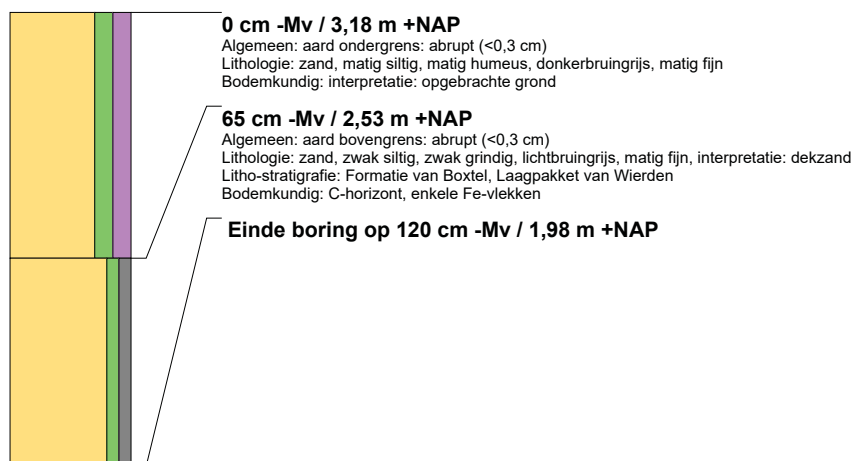 0 cm -Mv / 3,18 m +NAP
Algemeen: aard ondergrens: abrupt (<0,3 cm)
Lithologie: zand, matig siltig, matig humeus, donkerbruingrijs, matig fijn
Bodemkundig: interpretatie: opgebrachte grond
65 cm -Mv / 2,53 m +NAP
Algemeen: aard bovengrens: abrupt (<0,3 cm)
Lithologie: zand, zwak siltig, zwak grindig, lichtbruingrijs, matig fijn, interpretatie: dekzand
Litho-stratigrafie: Formatie van Boxtel, Laagpakket van Wierden
Bodemkundig: C-horizont, enkele Fe-vlekken
Einde boring op 120 cm -Mv / 1,98 m +NAP